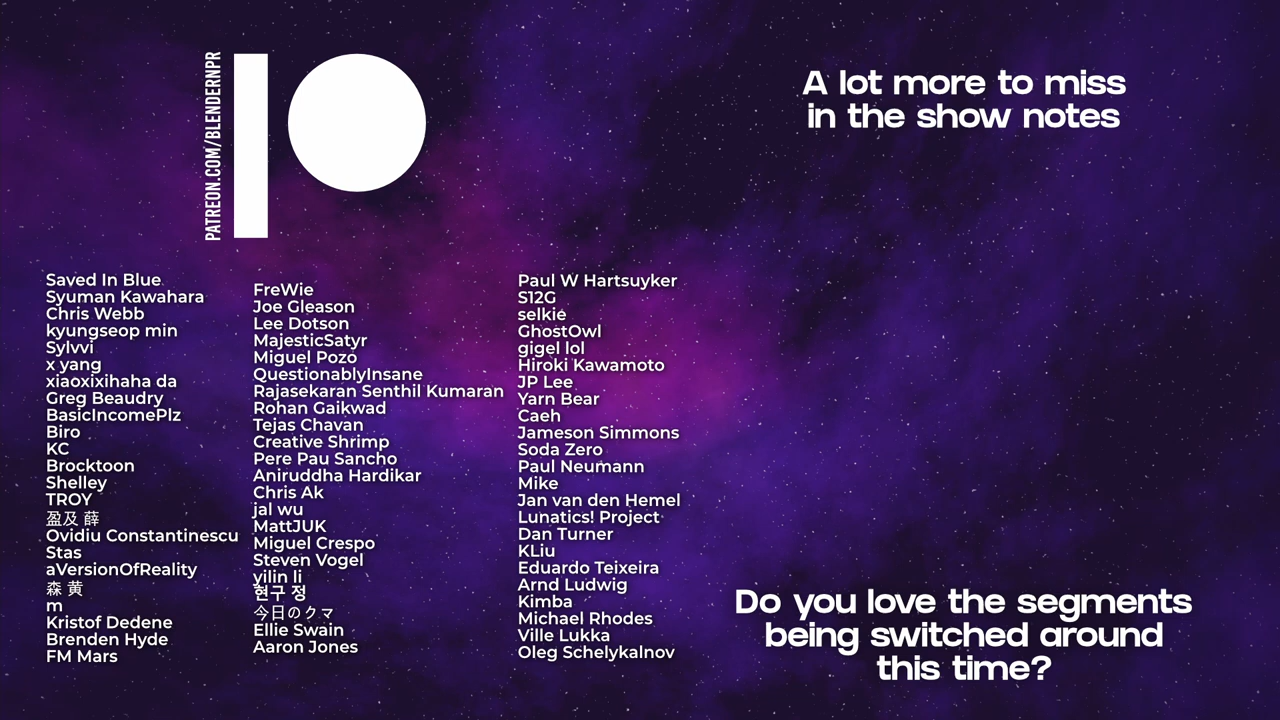 PATREON.COM/BLENDERNPR
A lot more to miss
in the show notes
Saved In Blue
Syuman Kawahara
Chris Webb
kyungseop min
Sylvvi
x yang
xiaoxixihaha da
Greg Beaudry
BasicIncomePlz
Biro
KC
Brocktoon
Shelley
TROY
盈及 薛
Ovidiu Constantinescu
Stas
aVersionOfReality
森 黄
m
Kristof Dedene
Brenden Hyde
FM Mars
FreWie
Joe Gleason
Lee Dotson
MajesticSatyr
Miguel Pozo
QuestionablyInsane
Rajasekaran Senthil Kumaran
Rohan Gaikwad
Tejas Chavan
Creative Shrimp
Pere Pau Sancho
Aniruddha Hardikar
Chris Ak
jal wu
MattJUK
Miguel Crespo
Steven Vogel
yilin li
현구 정
今日のクマ
Ellie Swain
Aaron Jones
Paul W Hartsuyker
S12G
selkie
GhostOwl
gigel lol
Hiroki Kawamoto
JP Lee
Yarn Bear
Caeh
Jameson Simmons
Soda Zero
Paul Neumann
Mike
Jan van den Hemel
Lunatics! Project
Dan Turner
KLiu
Eduardo Teixeira
Arnd Ludwig
Kimba
Michael Rhodes
Ville Lukka
Oleg Schelykalnov
Do you love the segments
being switched around
this time?